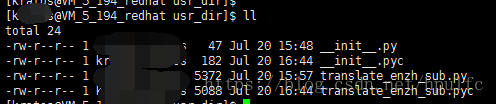 [kratos@VM_5_194_redhat usr_dir]$ ll
total 24
-rw-r--r-- 1 47 Jul 20 15:48 __init__.py
-rw-r--r-- 1 kr s 182 Jul 20 16:44 __init__.pyc
-rw-r--r-- 1 5372 Jul 20 15:57 translate_enzh_sub.py
-rw-r--r-- 1 k s 5088 Jul 20 16:44 translate_enzh_sub.pyc